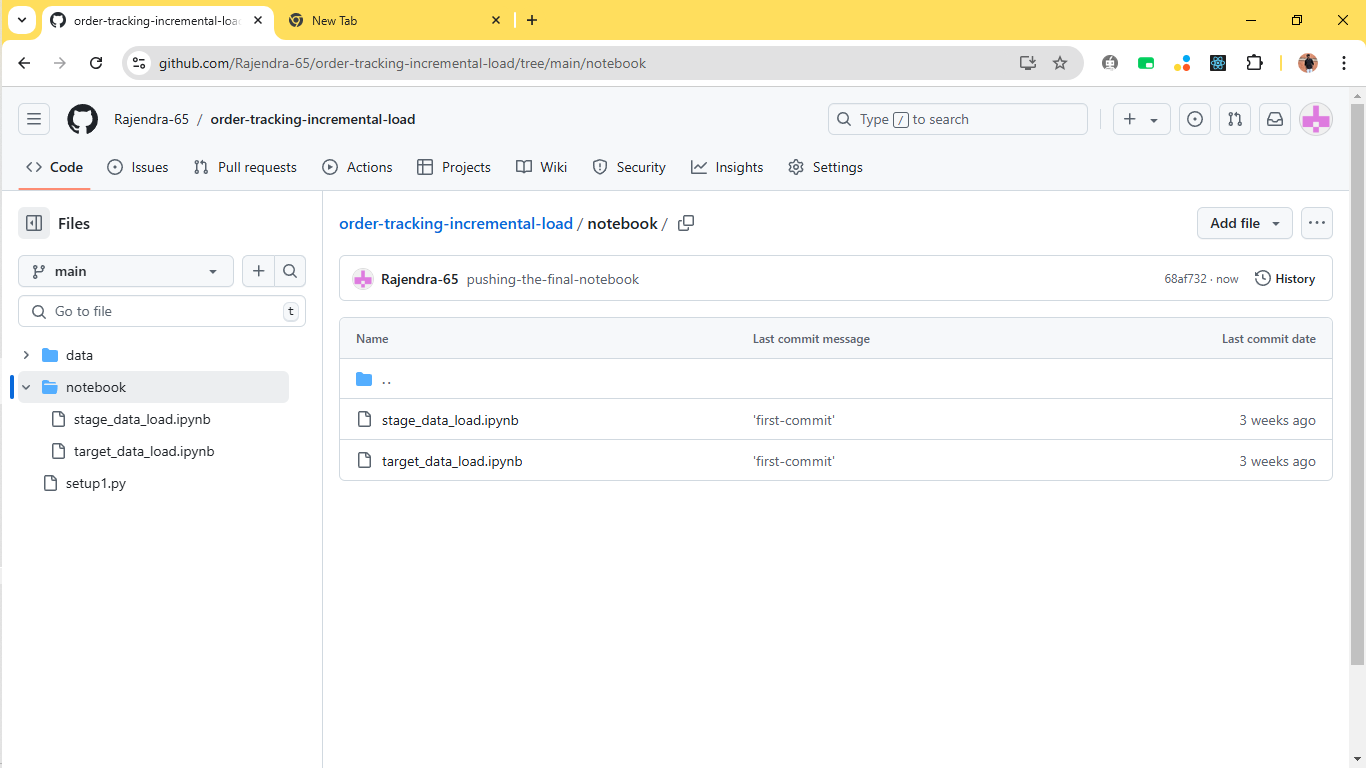 order-tracking-incremental-loa
New Tab
github.com/Rajendra-65/order-tracking-incremental-load/tree/main/notebook
Rajendra-65 / order-tracking-incremental-load
Type / to search
Code Issues Pull requests Actions Projects Wiki Security Insights Settings
Files
order-tracking-incremental-load / notebook /
Add file
main
Go to file
t
Rajendra-65 pushing-the-final-notebook
68af732 · now
History
data
notebook
stage_data_load.ipynb
target_data_load.ipynb
setup1.py
Name Last commit message Last commit date
..
stage_data_load.ipynb 'first-commit' 3 weeks ago
target_data_load.ipynb 'first-commit' 3 weeks ago